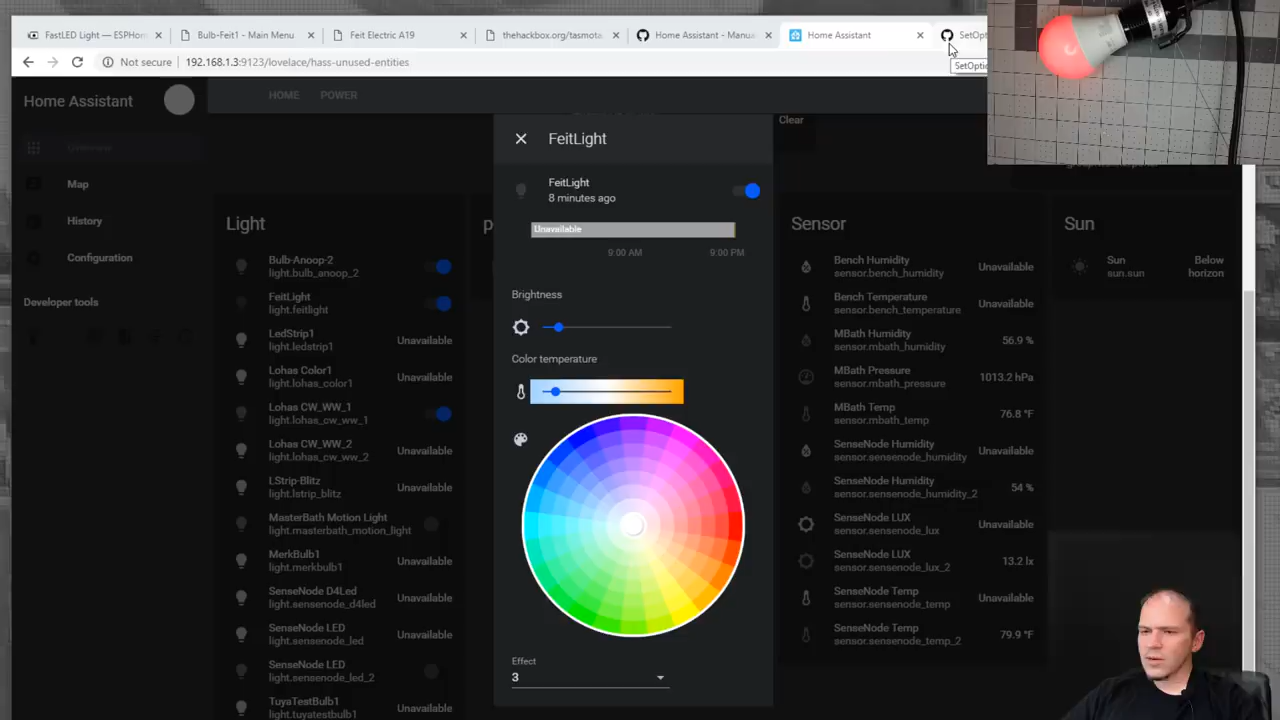 FastLED Light — ESPHom
Bulb-Feit1 - Main Menu
Feit Electric A19
thehackbox.org/tasmota
Home Assistant - Manua
Home Assistant
SetOpti
Not secure
192.168.1.3:9123/lovelace/hass-unused-entities
SetOptio
Home Assistant
HOME
POWER
Map
History
Configuration
Developer tools
Light
Bulb-Anoop-2
light.bulb_anoop_2
FeitLight
light.feitlight
LedStrip1
light.ledstrip1
Unavailable
Lohas Color1
light.lohas_color1
Unavailable
Lohas CW_WW_1
light.lohas_cw_ww_1
Lohas CW_WW_2
light.lohas_cw_ww_2
Unavailable
LStrip-Blitz
light.lstrip_blitz
Unavailable
MasterBath Motion Light
light.masterbath_motion_light
MerkBulb1
light.merkbulb1
Unavailable
SenseNode D4Led
light.sensenode_d4led
Unavailable
SenseNode LED
light.sensenode_led
Unavailable
SenseNode LED
light.sensenode_led_2
TuyaTestBulb1
light.tuyatestbulb1
Unavailable
p
FeitLight
FeitLight
8 minutes ago
Unavailable
9:00 AM
9:00 PM
Brightness
Color temperature
Effect
3
Clear
Sensor
Bench Humidity
sensor.bench_humidity
Unavailable
Bench Temperature
sensor.bench_temperature
Unavailable
MBath Humidity
sensor.mbath_humidity
56.9 %
MBath Pressure
sensor.mbath_pressure
1013.2 hPa
MBath Temp
sensor.mbath_temp
76.8 °F
SenseNode Humidity
sensor.sensenode_humidity
Unavailable
SenseNode Humidity
sensor.sensenode_humidity_2
54 %
SenseNode LUX
sensor.sensenode_lux
Unavailable
SenseNode LUX
sensor.sensenode_lux_2
13.2 lx
SenseNode Temp
sensor.sensenode_temp
Unavailable
SenseNode Temp
sensor.sensenode_temp_2
79.9 °F
Sun
Sun
sun.sun
Below
horizon